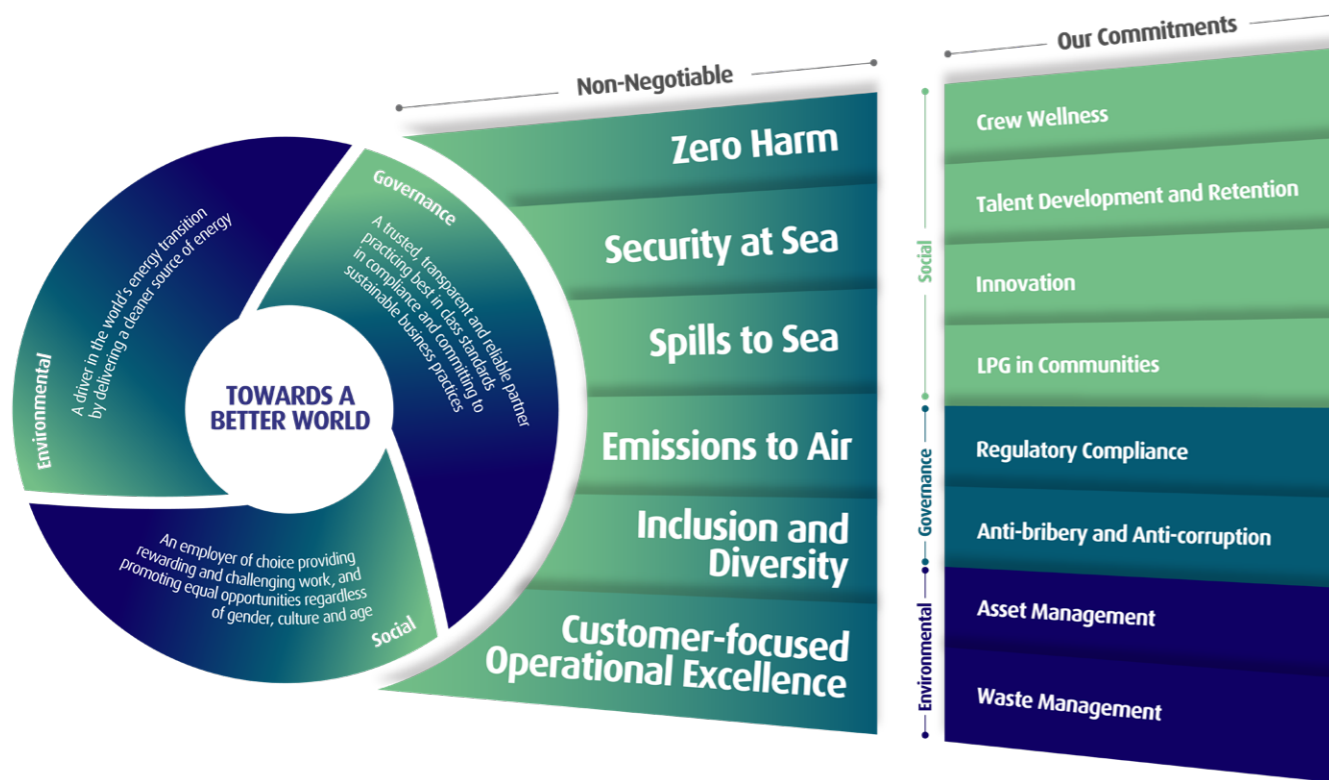 Environmental
A driver in the world's energy transition
by delivering a cleaner source of energy
Governance
A trusted, transparent and reliable partner
practicing best in class standards
in compliance and committing to
sustainable business practices
TOWARDS A
BETTER WORLD
An employer of choice providing
rewarding and challenging work, and
promoting equal opportunities regardless
of gender, culture and age
Social
Non-Negotiable
Zero Harm
Security at Sea
Spills to Sea
Emissions to Air
Inclusion and
Diversity
Customer-focused
Operational Excellence
Our Commitments
Social
Crew Wellness
Talent Development and Retention
Innovation
LPG in Communities
Governance
Regulatory Compliance
Anti-bribery and Anti-corruption
Environmental
Asset Management
Waste Management